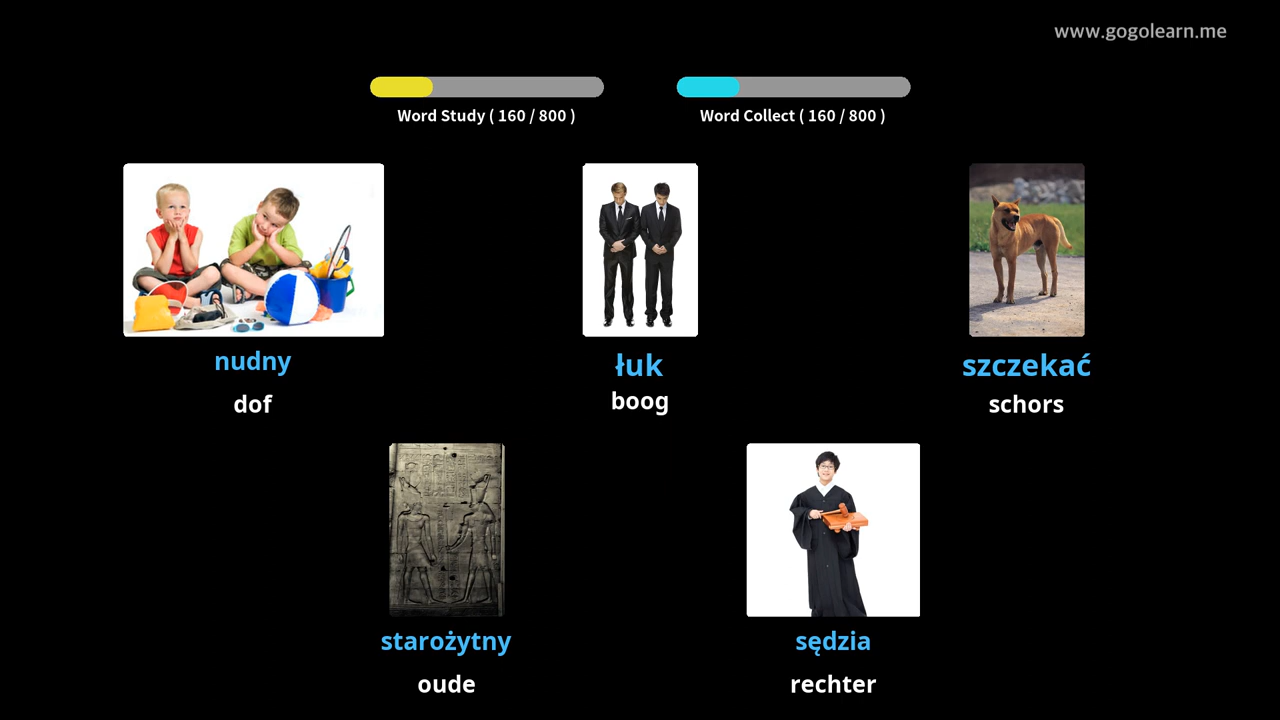 www.gogolearn.me
Word Study ( 160 / 800 )
Word Collect ( 160 / 800 )
nudny
dof
łuk
boog
szczekać
schors
starożytny
oude
sędzia
rechter